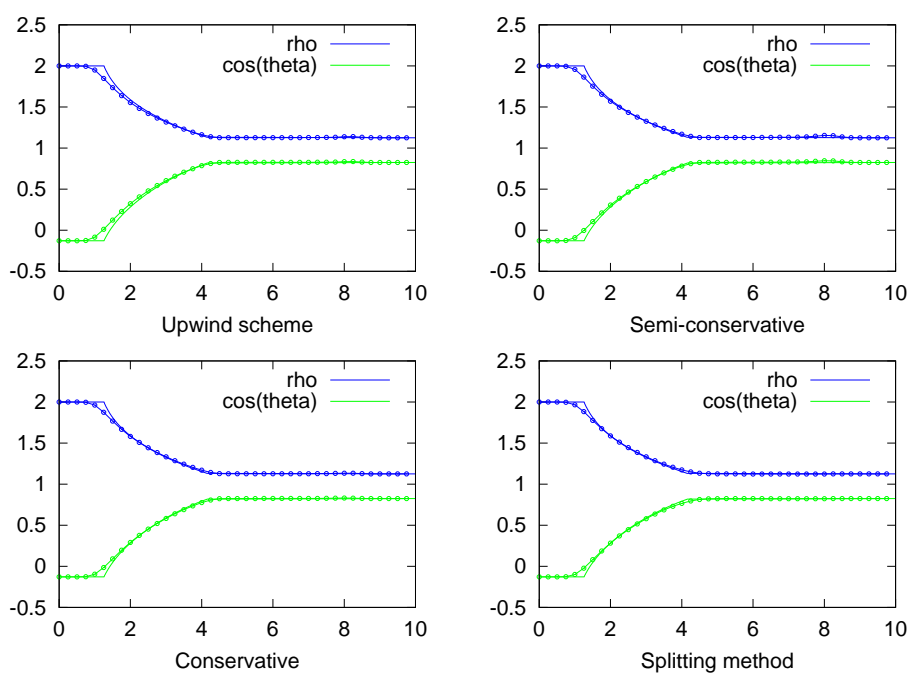 2.5
2
1.5
1
0.5
0
-0.5
rho
cos(theta)
0 2 4 6 8 10
Upwind scheme
2.5
2
1.5
1
0.5
0
-0.5
rho
cos(theta)
0 2 4 6 8 10
Semi-conservative
2.5
2
1.5
1
0.5
0
-0.5
rho
cos(theta)
0 2 4 6 8 10
Conservative
2.5
2
1.5
1
0.5
0
-0.5
rho
cos(theta)
0 2 4 6 8 10
Splitting method